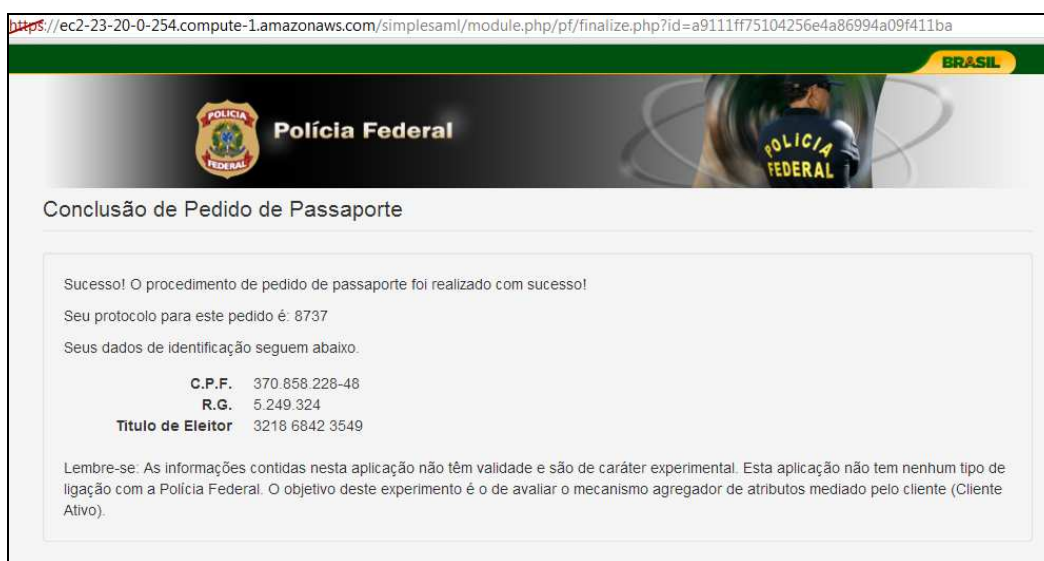 https://ec2-23-20-0-254.compute-1.amazonaws.com/simplesaml/module.php/pf/finalize.php?id=a9111ff75104256e4a86994a09f411ba
BRASIL
POLICIA
FEDERAL
Polícia Federal
POLICIA
FEDERAL
Conclusão de Pedido de Passaporte
Sucesso! O procedimento de pedido de passaporte foi realizado com sucesso!
Seu protocolo para este pedido é: 8737
Seus dados de identificação seguem abaixo.
C.P.F. 370.858.228-48
R.G. 5.249.324
Titulo de Eleitor 3218 6842 3549
Lembre-se: As informações contidas nesta aplicação não têm validade e são de caráter experimental. Esta aplicação não tem nenhum tipo de
ligação com a Polícia Federal. O objetivo deste experimento é o de avaliar o mecanismo agregador de atributos mediado pelo cliente (Cliente
Ativo).